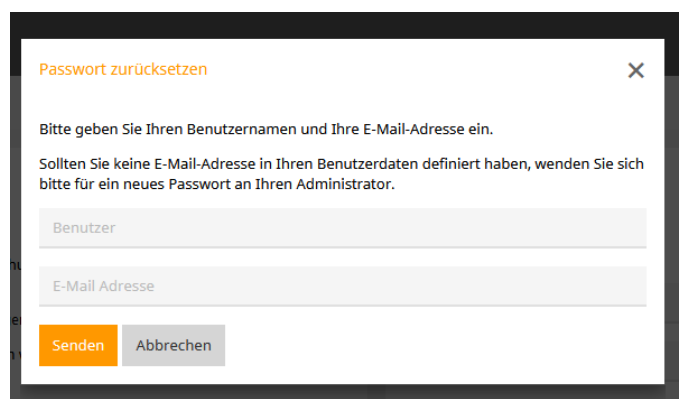 Passwort zurücksetzen
Bitte geben Sie Ihren Benutzernamen und Ihre E-Mail-Adresse ein.
Sollten Sie keine E-Mail-Adresse in Ihren Benutzerdaten definiert haben, wenden Sie sich
bitte für ein neues Passwort an Ihren Administrator.
Benutzer
E-Mail Adresse
Senden Abbrechen